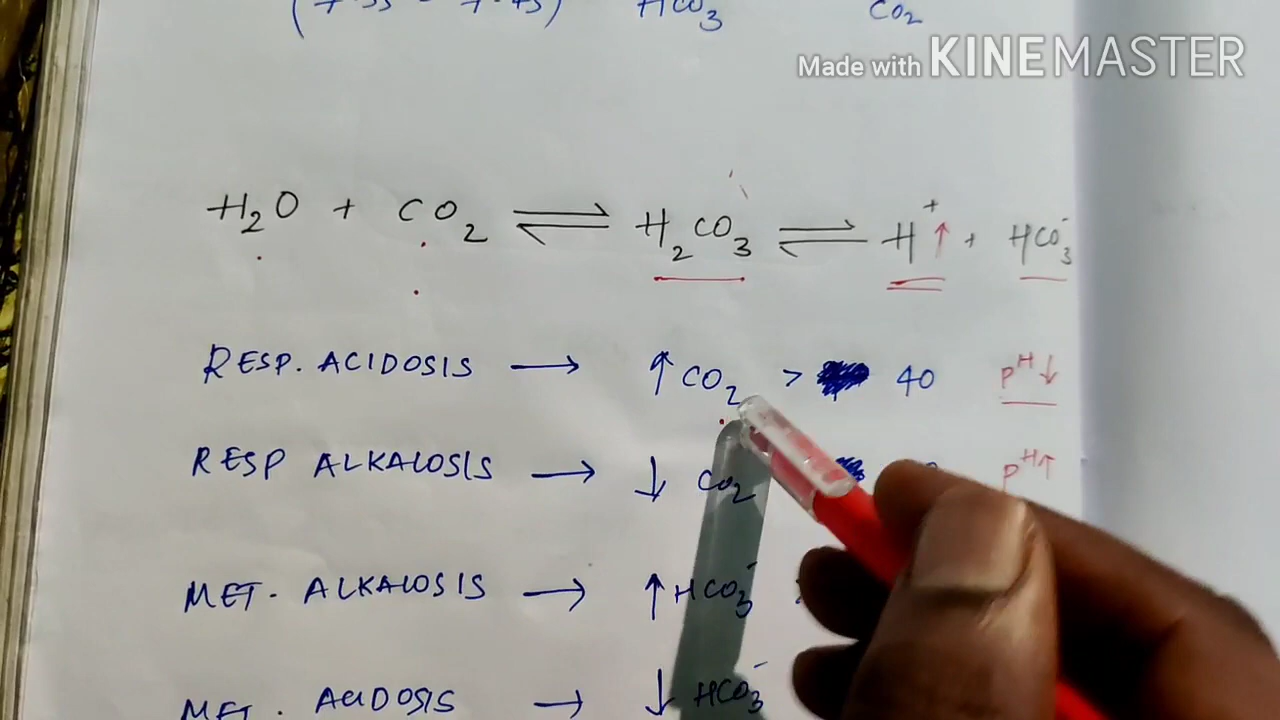 HCO3 CO2
Made with KINEMASTER
H2O + CO2 ⇌ H2CO3 ⇌ H+ ↑ + HCO3-
RESP. ACIDOSIS → ↑ CO2 > 40 pH↓
RESP ALKALOSIS → ↓ CO2 pH↑
MET. ALKALOSIS → ↑ HCO3-
MET. ACIDOSIS → ↓ HCO3-